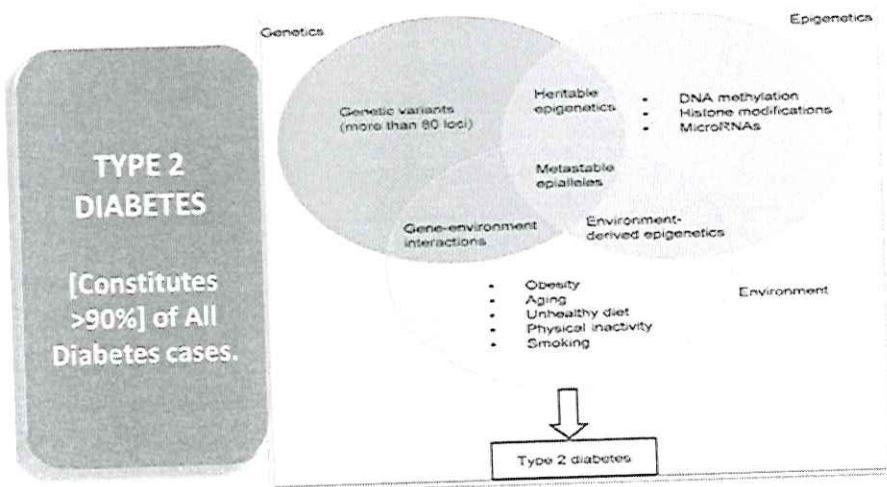 TYPE 2
DIABETES
[Constitutes
>90%] of All
Diabetes cases.
Genetics
Epigenetics
Genetic variants
(more than 80 loci)
Heritable
epigenetics
• DNA methylation
• Histone modifications
• MicroRNAs
Metastable
epialleles
Gene-environment
interactions
Environment-
derived epigenetics
• Obesity
• Aging
• Unhealthy diet
• Physical inactivity
• Smoking
Environment
Type 2 diabetes